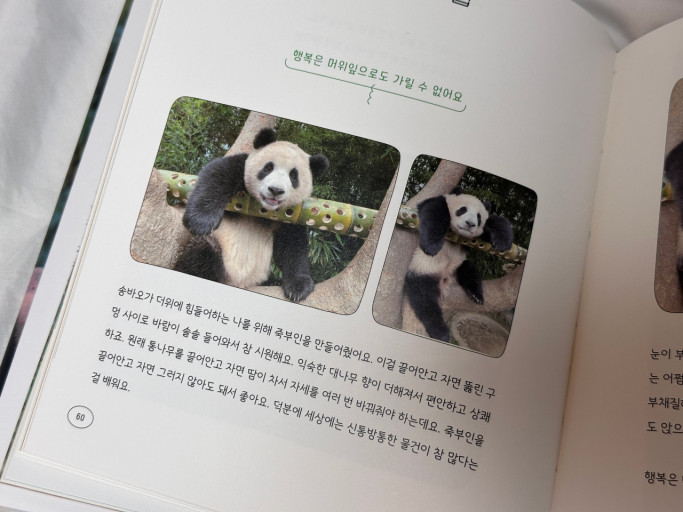 행복은 머위잎으로도 가릴 수 없어요
송바오가 더위에 힘들어하는 나를 위해 죽부인을 만들어줬어요. 이걸 끌어안고 자면 뚫린 구
멍 사이로 바람이 솔솔 들어와서 참 시원해요. 익숙한 대나무 향이 더해져서 편안하고 상쾌
하죠. 원래 통나무를 끌어안고 자면 땀이 차서 자세를 여러 번 바꿔줘야 하는데요. 죽부인을
끌어안고 자면 그러지 않아도 돼서 좋아요. 덕분에 세상에는 신통방통한 물건이 참 많다는
걸 배워요.
60
눈이 부
는 어떰
부채질
도 앉으
행복은